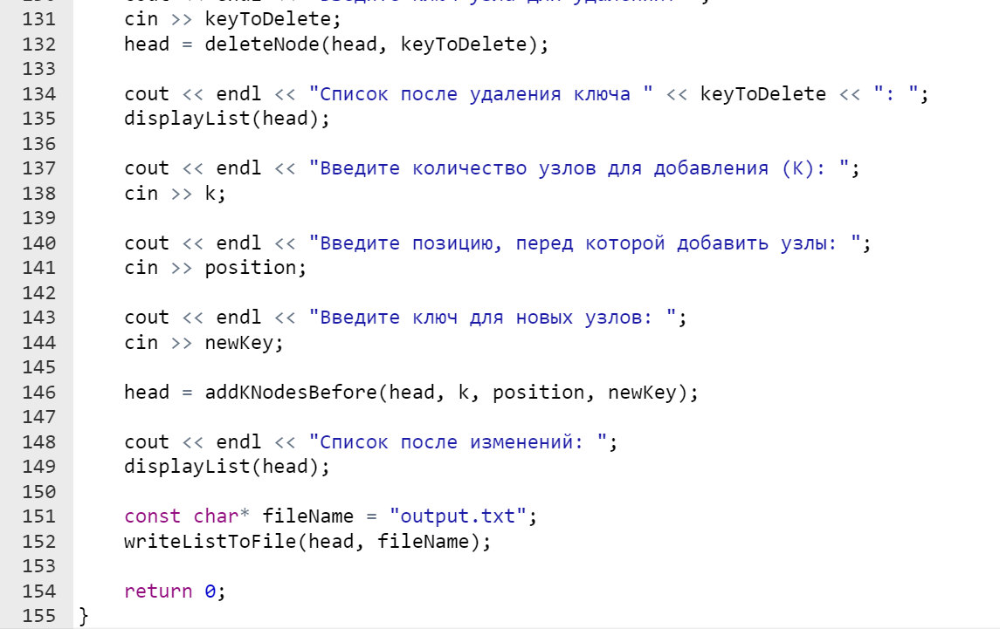 131 cin >> keyToDelete;
132 head = deleteNode(head, keyToDelete);
133
134 cout << endl << "Список после удаления ключа " << keyToDelete << ": ";
135 displayList(head);
136
137 cout << endl << "Введите количество узлов для добавления (K): ";
138 cin >> k;
139
140 cout << endl << "Введите позицию, перед которой добавить узлы: ";
141 cin >> position;
142
143 cout << endl << "Введите ключ для новых узлов: ";
144 cin >> newKey;
145
146 head = addKNodesBefore(head, k, position, newKey);
147
148 cout << endl << "Список после изменений: ";
149 displayList(head);
150
151 const char* fileName = "output.txt";
152 writeListToFile(head, fileName);
153
154 return 0;
155 }